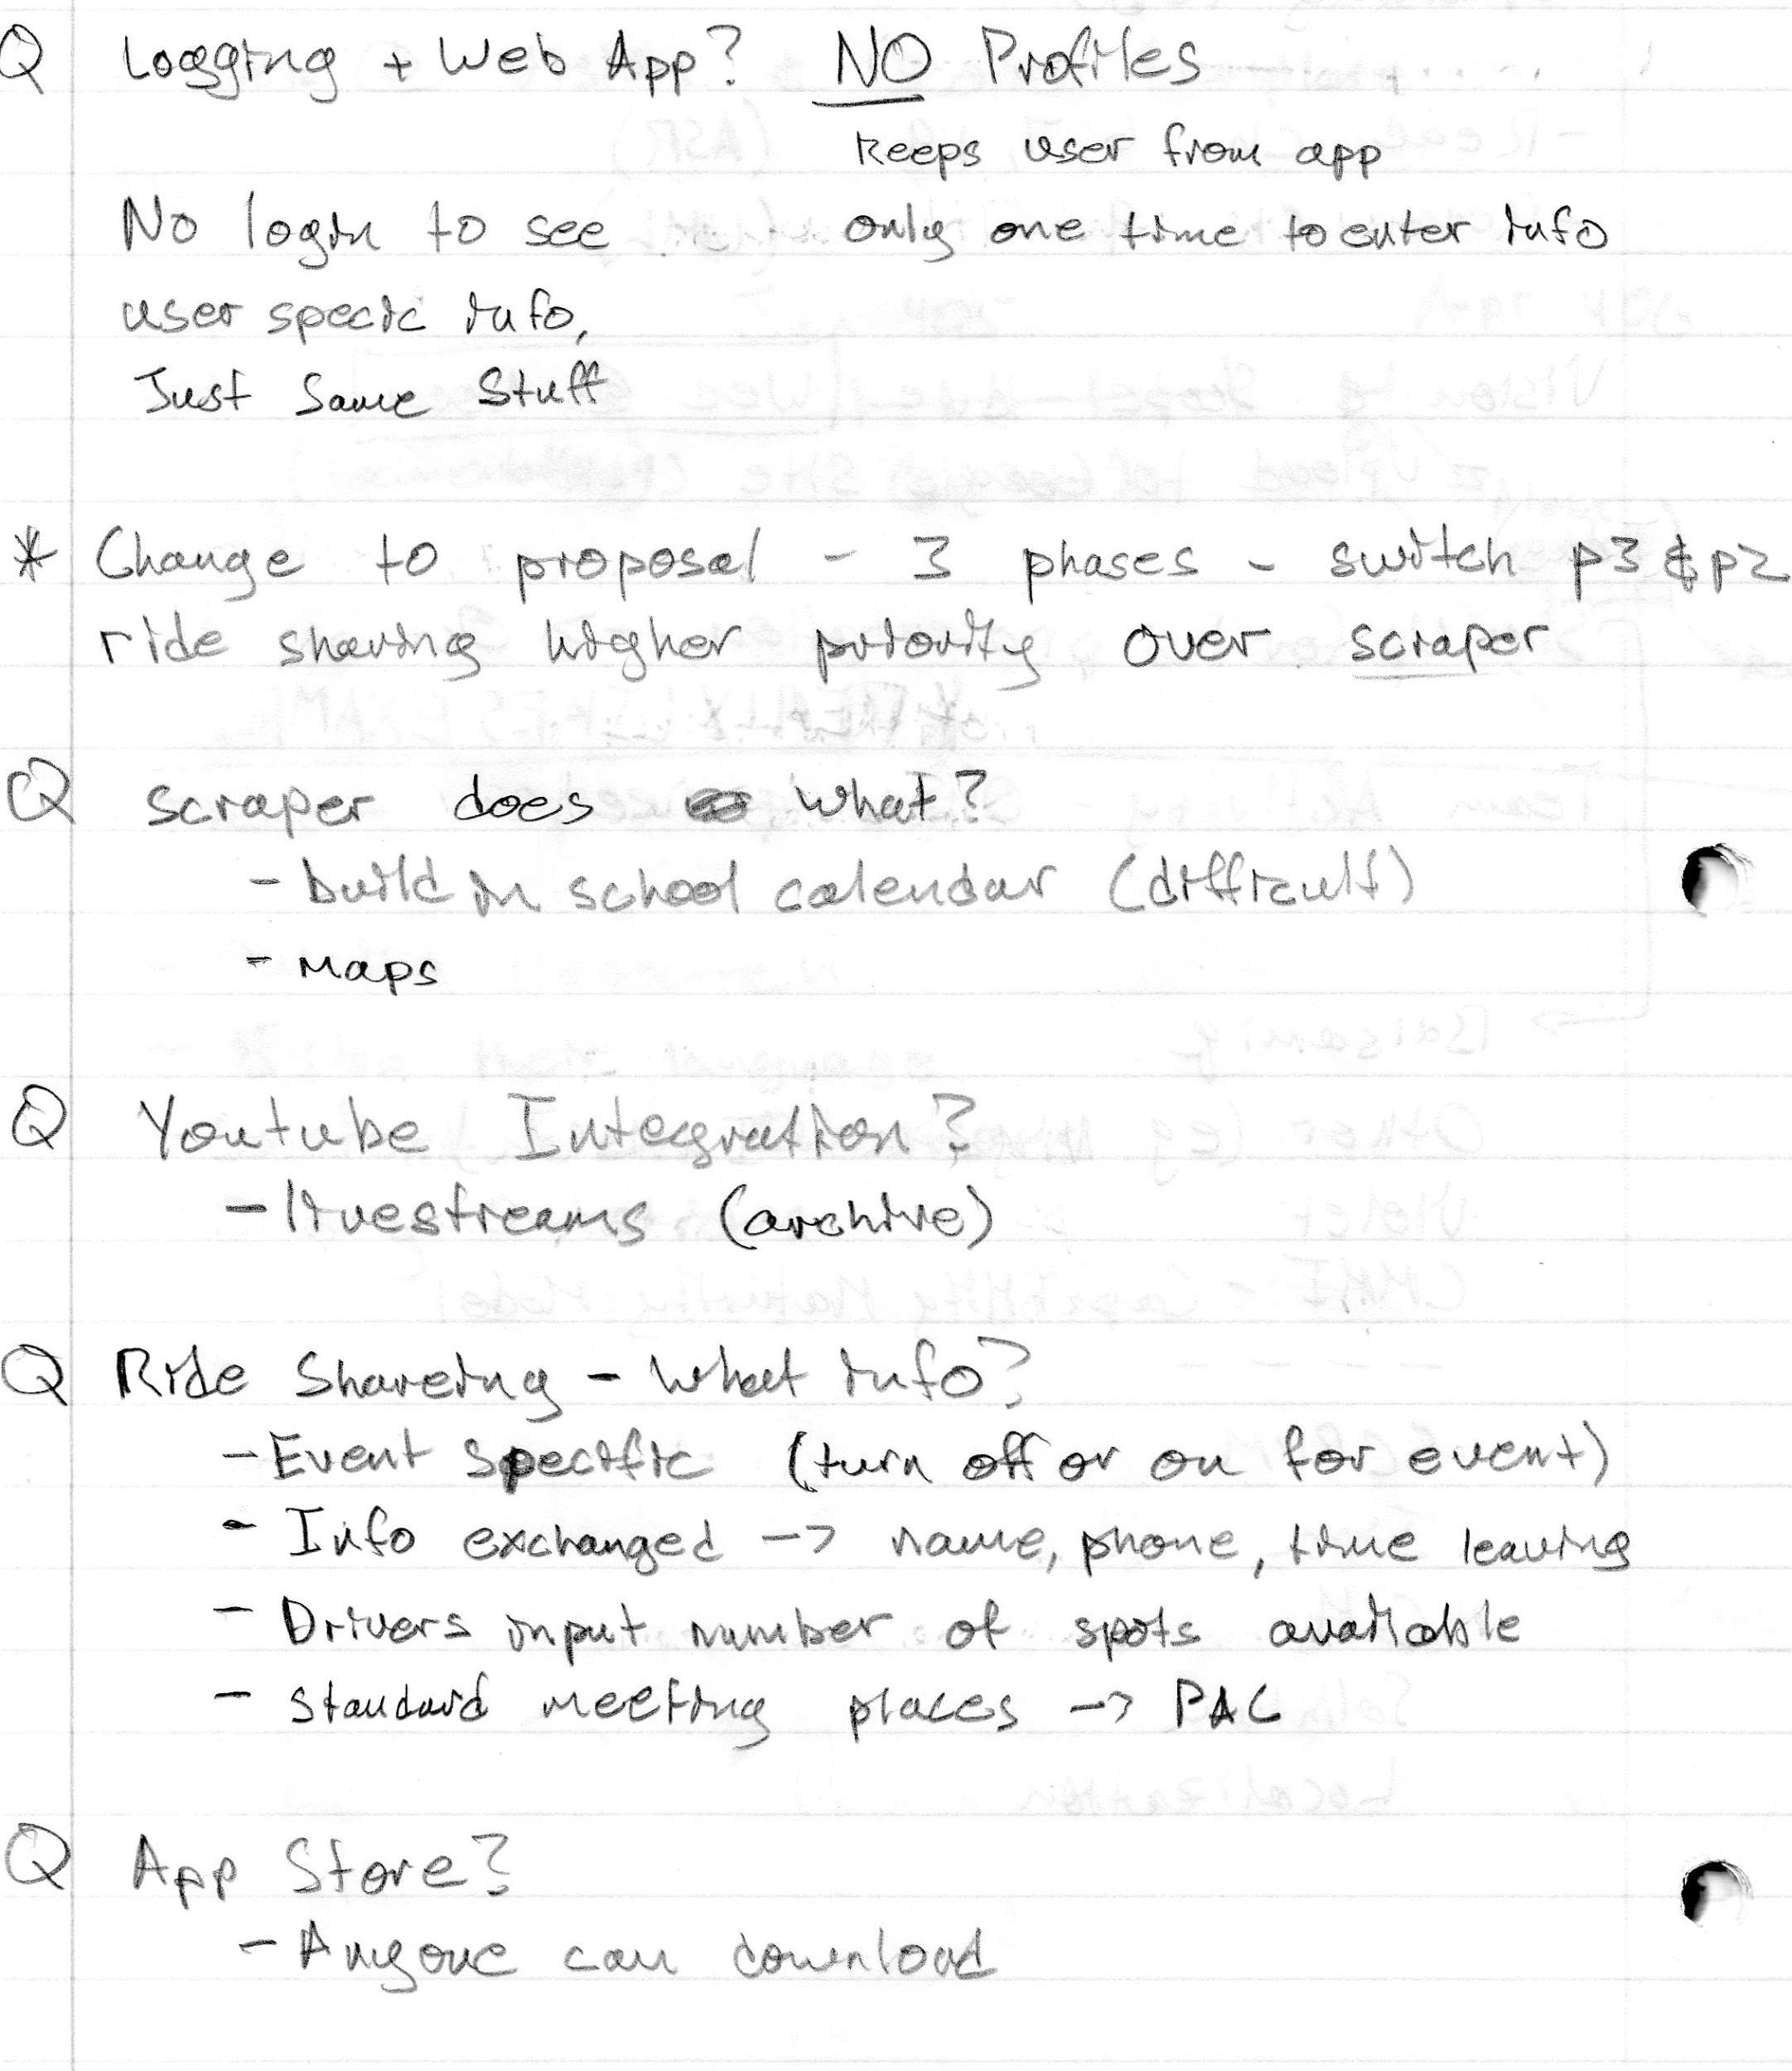 Q Logging + Web App? NO Profiles
Keeps user from app
No login to see only one time to enter info
user specic info,
Just Same Stuff
* Change to proposal - 3 phases - switch p3 & p2
ride sharing higher priority over scraper
Q scraper does what?
- build in school calendar (difficult)
- Maps
Q Youtube Integration?
- livestreams (archive)
Q Ride Shareing - What info?
- Event specific (turn off or on for event)
- Info exchanged -> name, phone, time leaving
- Drivers input number of spots available
- Standard meeting places -> PAC
Q App Store?
- Anyone can download